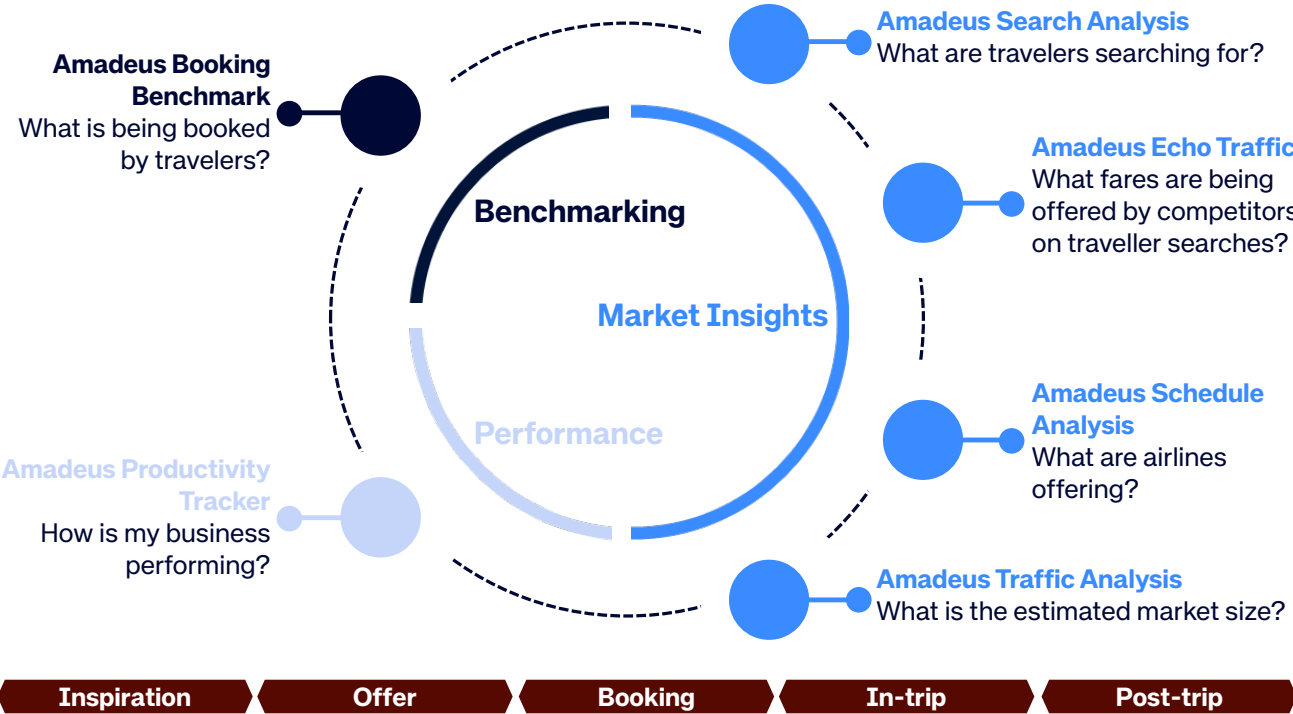 Amadeus Search Analysis
What are travelers searching for?
Amadeus Booking
Benchmark
What is being booked
by travelers?
Amadeus Echo Traffic
What fares are being
offered by competitors
on traveller searches?
Benchmarking
Market Insights
Performance
Amadeus Schedule
Analysis
What are airlines
offering?
Amadeus Productivity
Tracker
How is my business
performing?
Amadeus Traffic Analysis
What is the estimated market size?
Inspiration
Offer
Booking
In-trip
Post-trip